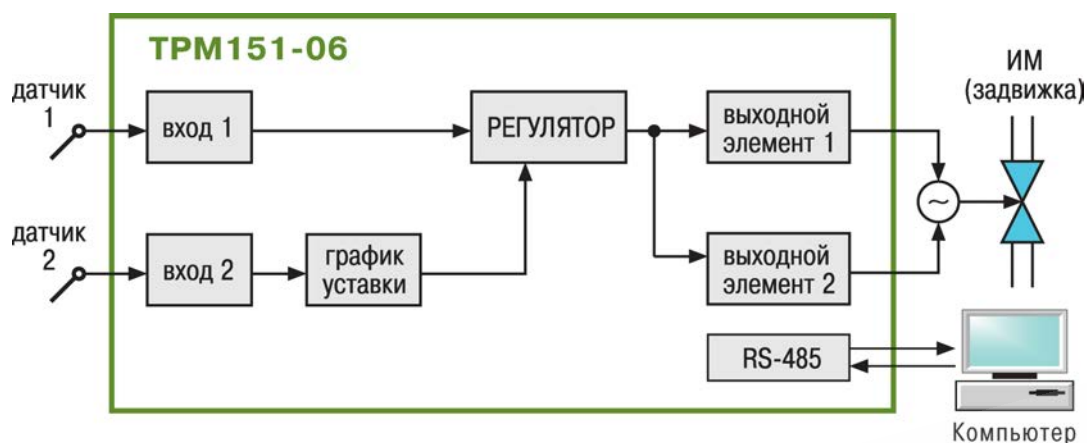 ТРМ151-06
датчик
1
вход 1
РЕГУЛЯТОР
выходной
элемент 1
ИМ
(задвижка)
датчик
2
вход 2
график
уставки
выходной
элемент 2
~
RS-485
Компьютер